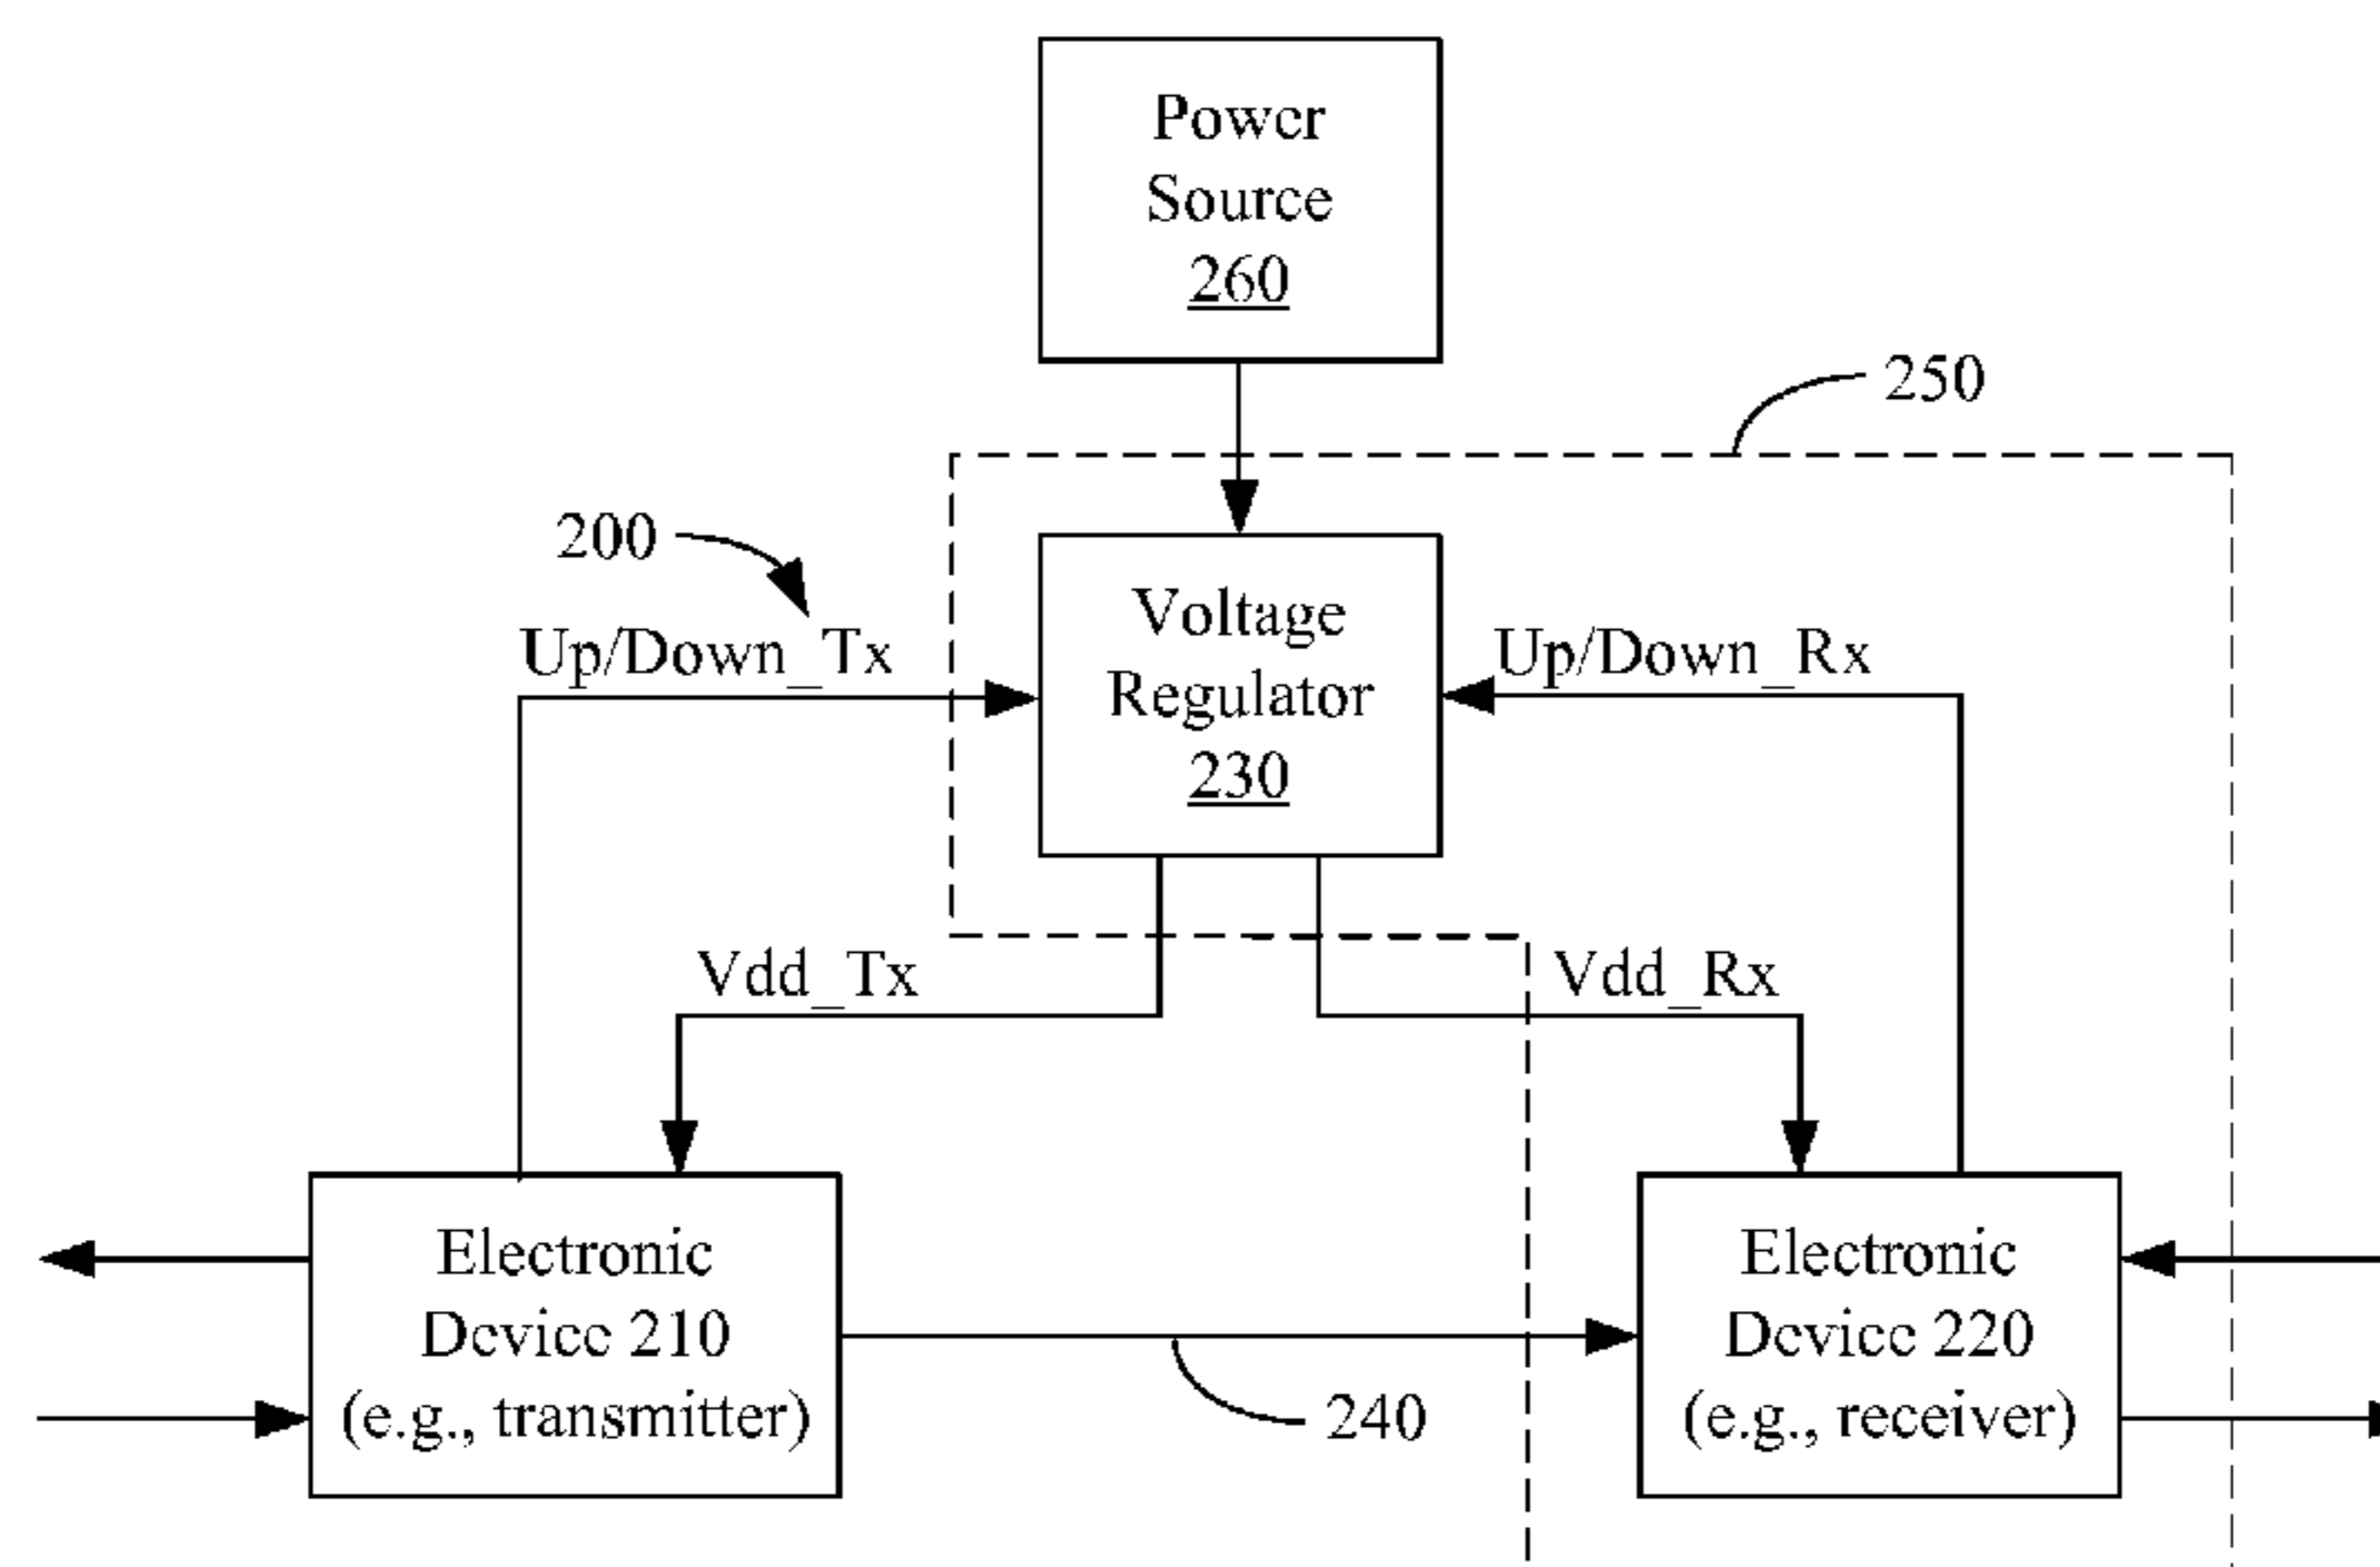 Power
Source
260
250
200
Voltage
Regulator
230
Up/Down_Tx
Up/Down_Rx
Vdd_Tx
Vdd_Rx
Electronic
Device 210
(e.g., transmitter)
Electronic
Device 220
(e.g., receiver)
240